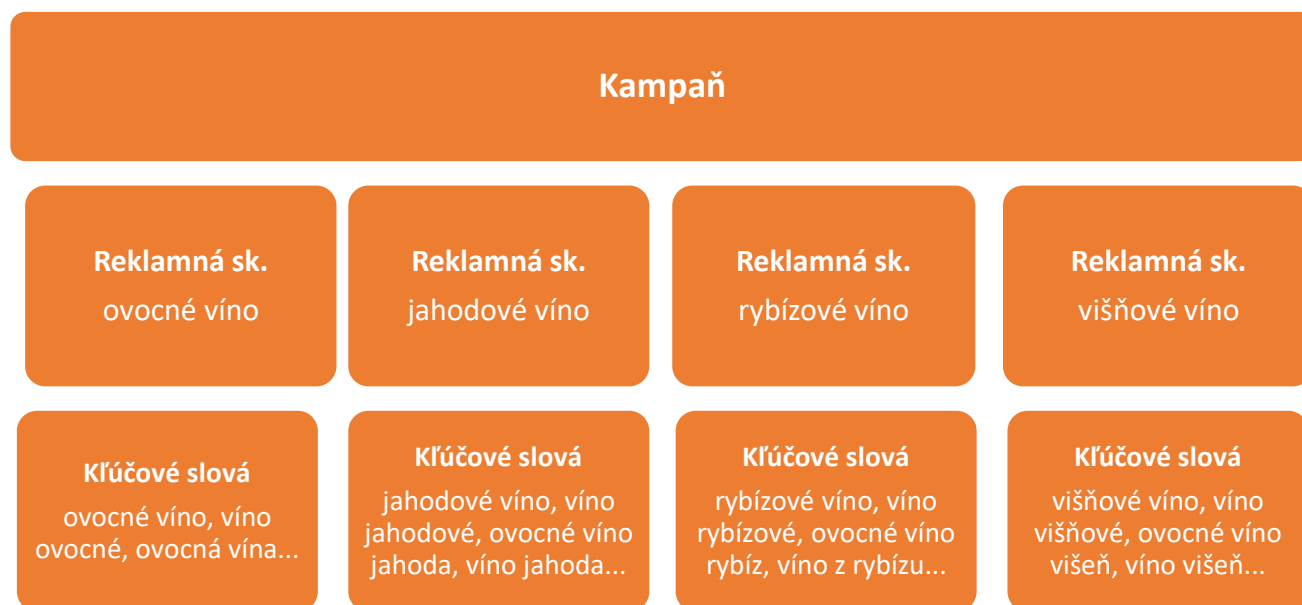 Kampaň
Reklamná sk.
ovocné víno
Reklamná sk.
jahodové víno
Reklamná sk.
rybízové víno
Reklamná sk.
višňové víno
Kľúčové slová
ovocné víno, víno
ovocné, ovocná vína...
Kľúčové slová
jahodové víno, víno
jahodové, ovocné víno
jahoda, víno jahoda...
Kľúčové slová
rybízové víno, víno
rybízové, ovocné víno
rybíz, víno z rybízu...
Kľúčové slová
višňové víno, víno
višňové, ovocné víno
višeň, víno višeň...